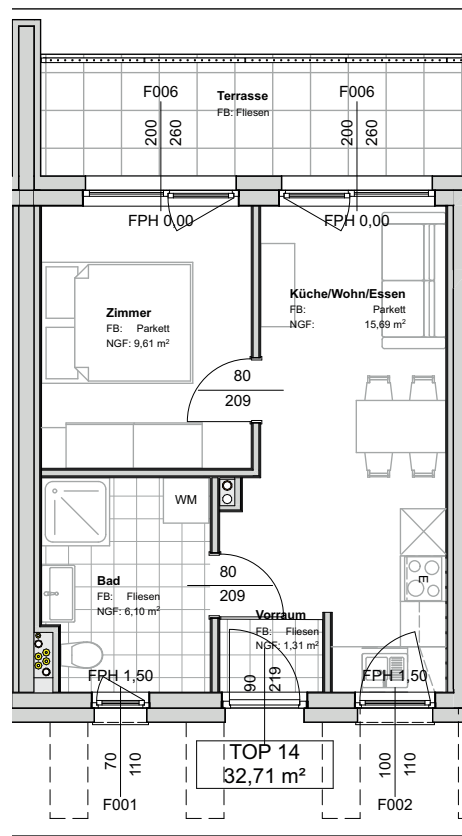 F006
Terrasse
FB: Fliesen
F006
200
260
200
260
FPH 0,00
FPH 0,00
Küche/Wohn/Essen
FB: Parkett
NGF: 15,69 m²
Zimmer
FB: Parkett
NGF: 9,61 m²
80
209
WM
E
Bad
FB: Fliesen
NGF: 6,10 m²
80
209
Vorraum
FB: Fliesen
NGF: 1,31 m²
FPH 1,50
90
219
FPH 1,50
TOP 14
32,71 m²
70
110
100
110
F001
F002